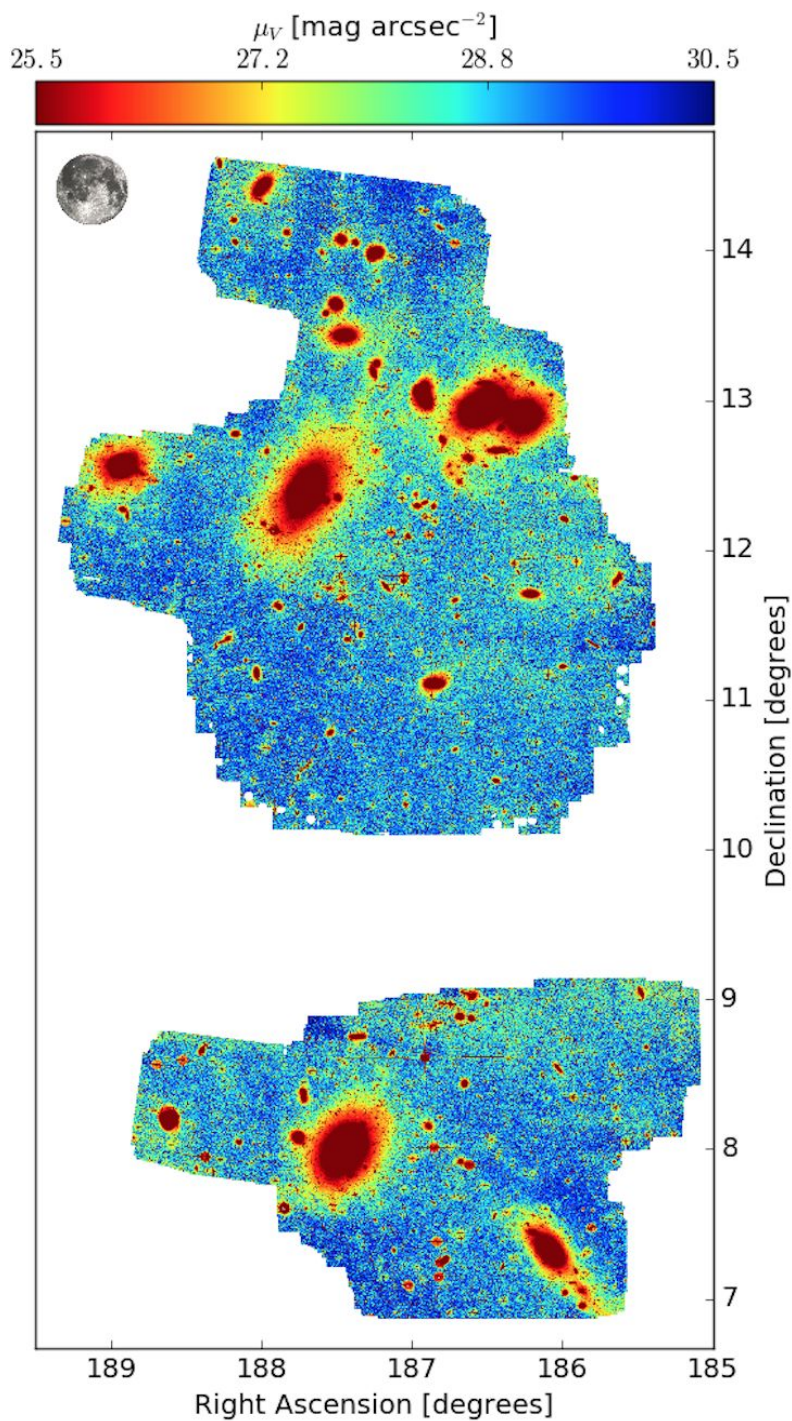 μ_V [mag arcsec⁻²]
25.5 27.2 28.8 30.5
14
13
12
11
10
9
8
7
Declination [degrees]
189 188 187 186 185
Right Ascension [degrees]